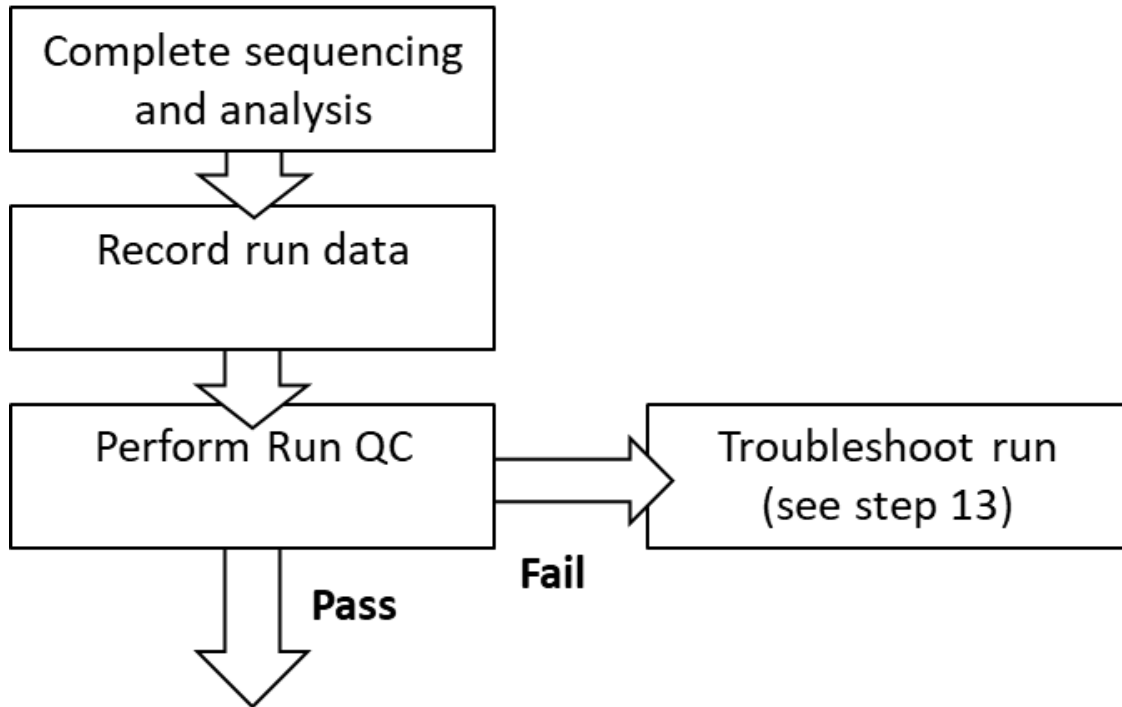 Complete sequencing
and analysis
Record run data
Perform Run QC
Troubleshoot run
(see step 13)
Fail
Pass